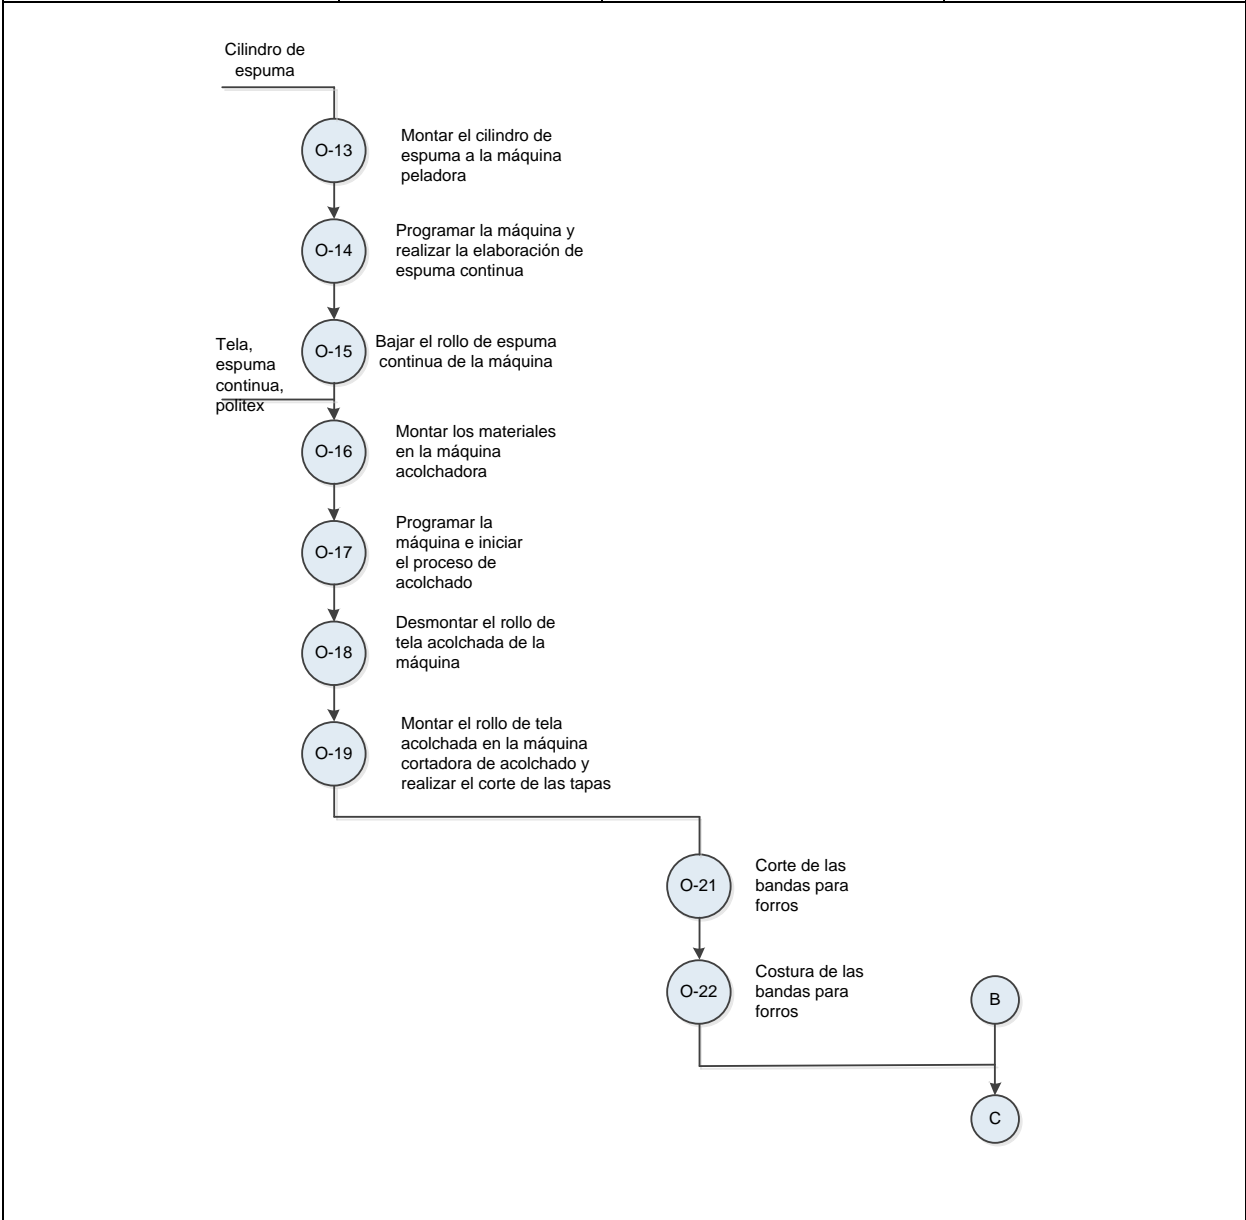 Cilindro de
espuma
O-13
Montar el cilindro de
espuma a la máquina
peladora
O-14
Programar la máquina y
realizar la elaboración de
espuma continua
Tela,
espuma
continua,
politex
O-15
Bajar el rollo de espuma
continua de la máquina
O-16
Montar los materiales
en la máquina
acolchadora
O-17
Programar la
máquina e iniciar
el proceso de
acolchado
O-18
Desmontar el rollo de
tela acolchada de la
máquina
O-19
Montar el rollo de tela
acolchada en la máquina
cortadora de acolchado y
realizar el corte de las tapas
O-21
Corte de las
bandas para
forros
O-22
Costura de las
bandas para
forros
B
C